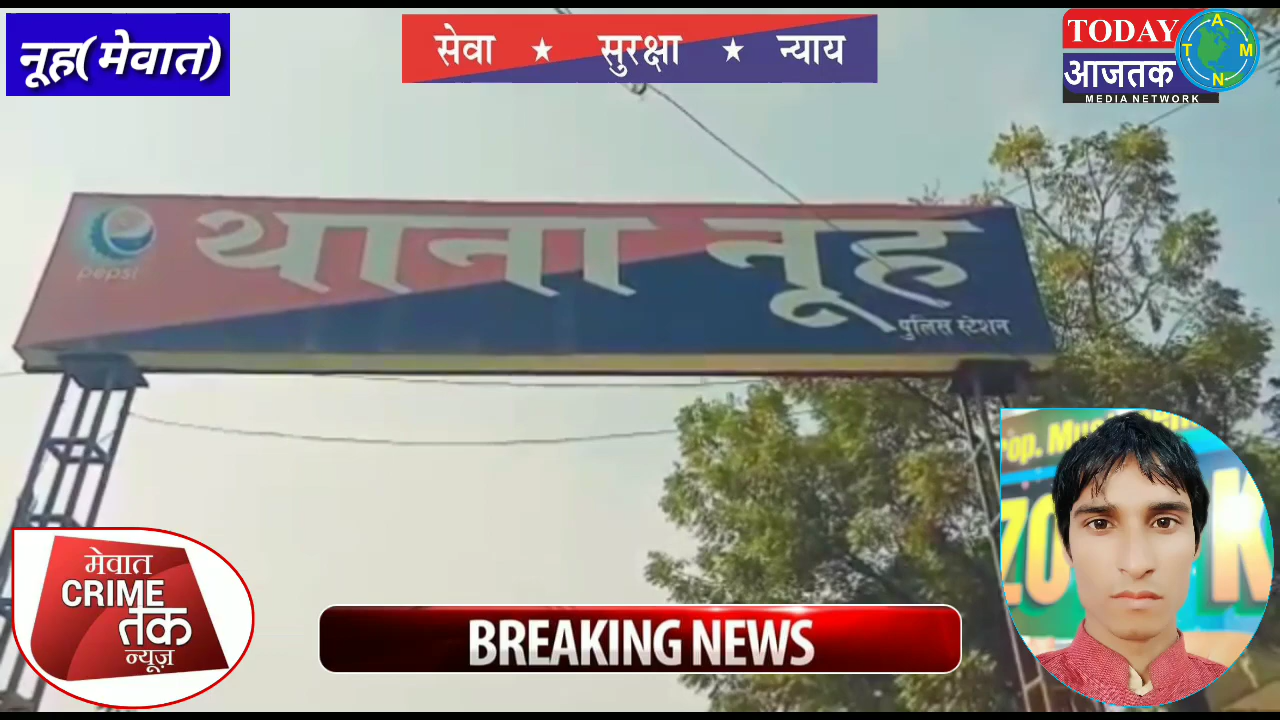 नूह(मेवात)
सेवा ★ सुरक्षा ★ न्याय
TODAY
आजतक
MEDIA NETWORK
A
T M
N
pepsi
थाना नूह
पुलिस स्टेशन
मेवात
CRIME
तक
न्यूज़
BREAKING NEWS